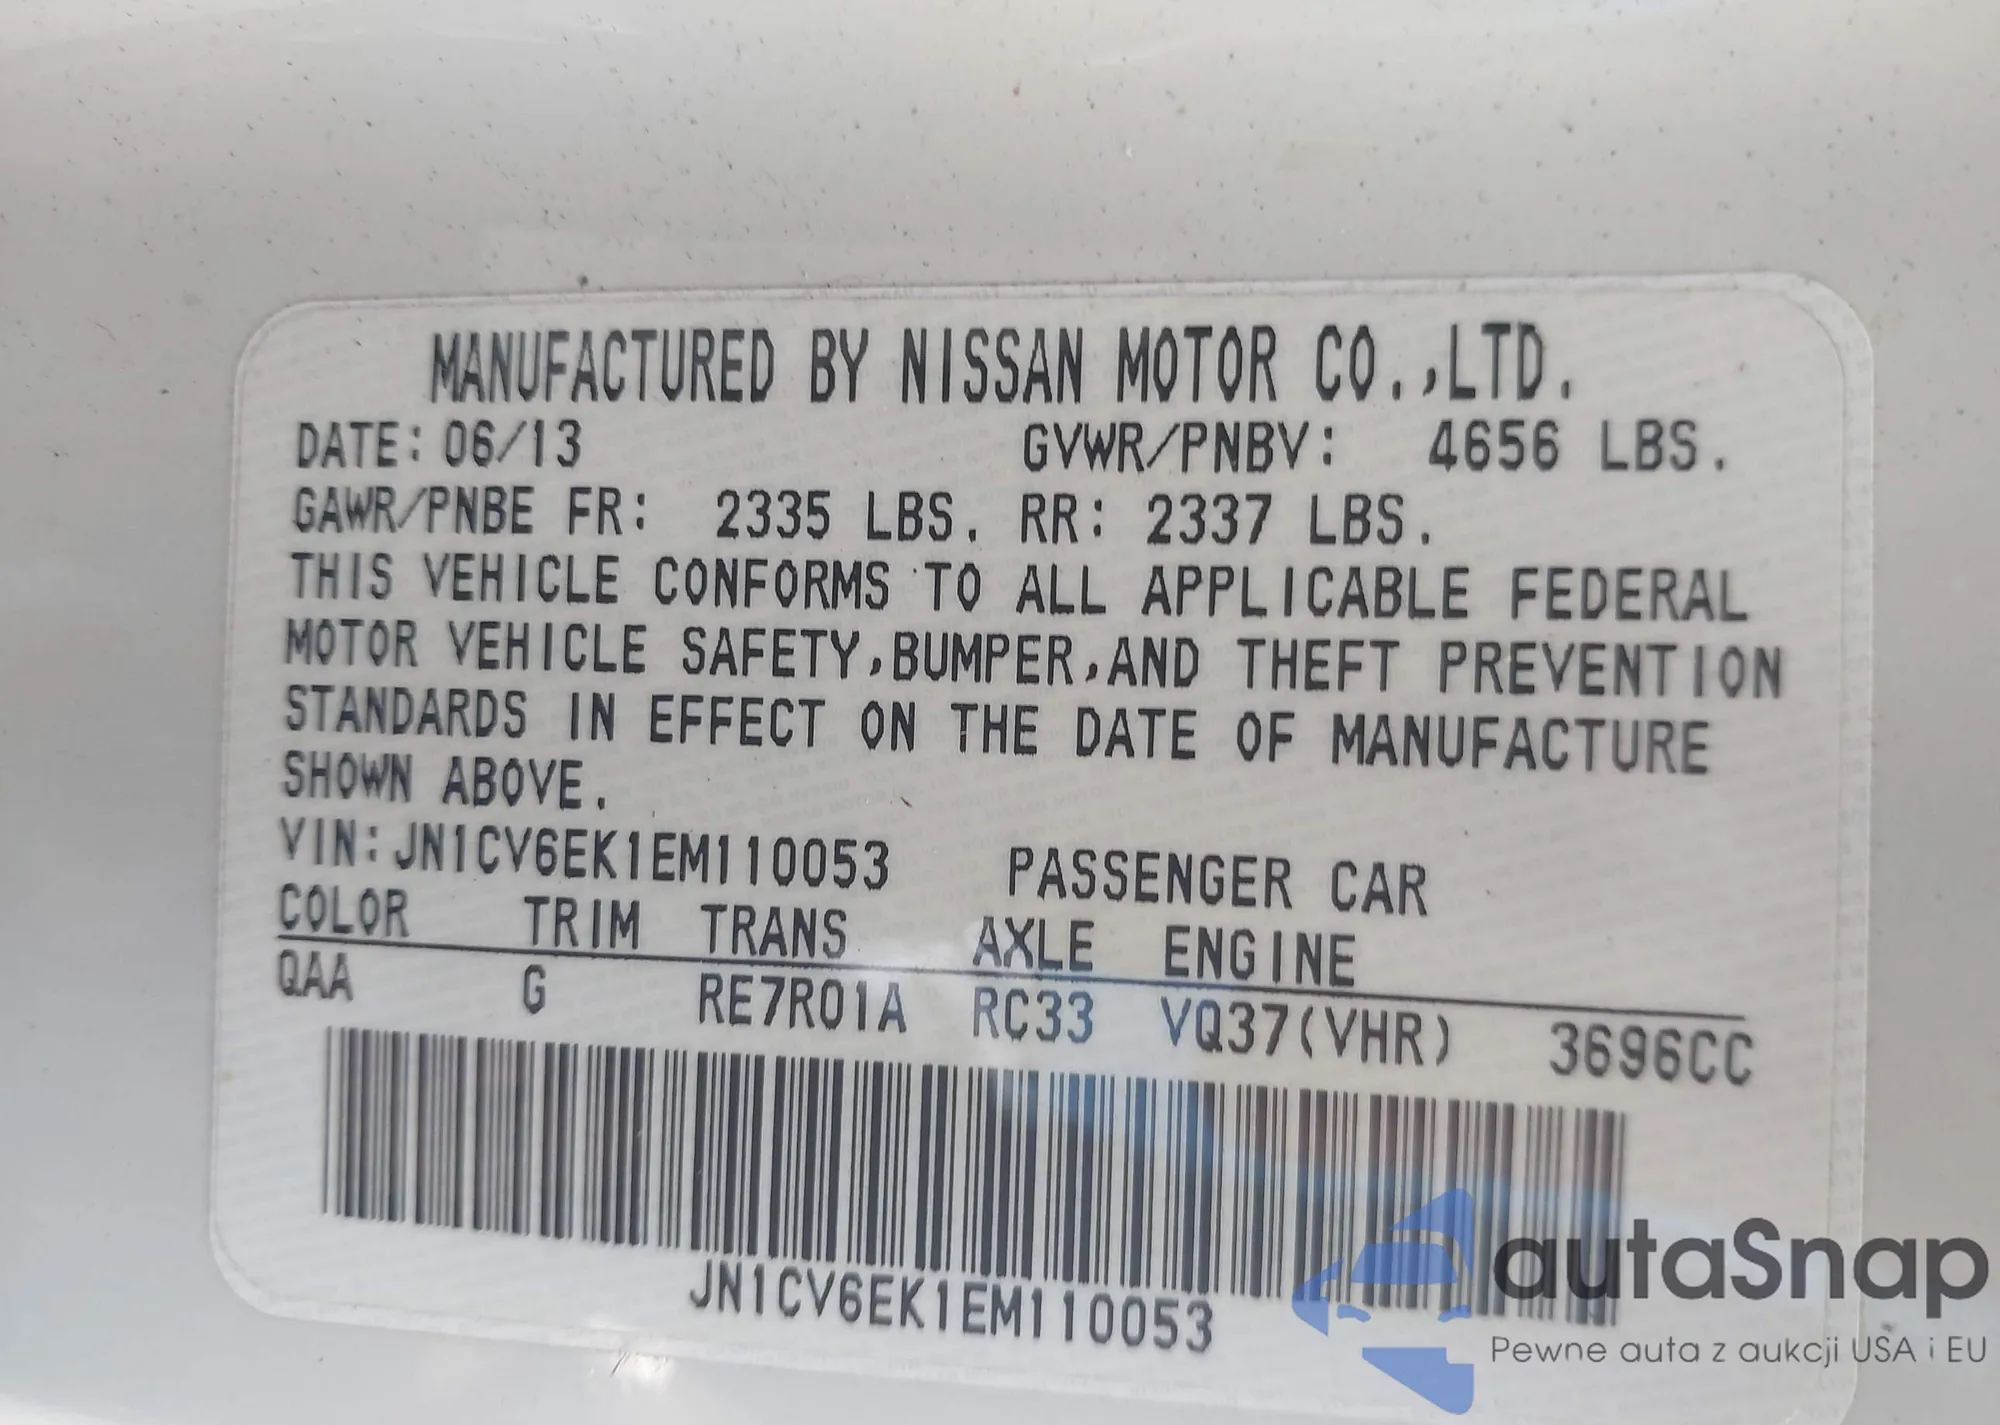 MANUFACTURED BY NISSAN MOTOR CO.,LTD.
DATE: 06/13 GVWR/PNBV: 4656 LBS.
GAWR/PNBE FR: 2335 LBS. RR: 2337 LBS.
THIS VEHICLE CONFORMS TO ALL APPLICABLE FEDERAL
MOTOR VEHICLE SAFETY,BUMPER,AND THEFT PREVENTION
STANDARDS IN EFFECT ON THE DATE OF MANUFACTURE
SHOWN ABOVE.
VIN:JN1CV6EK1EM110053 PASSENGER CAR
COLOR TRIM TRANS AXLE ENGINE
QAA G RE7R01A RC33 VQ37(VHR) 3696CC
JN1CV6EK1EM110053
autaSnap
Pewne auta z aukcji USA i EU